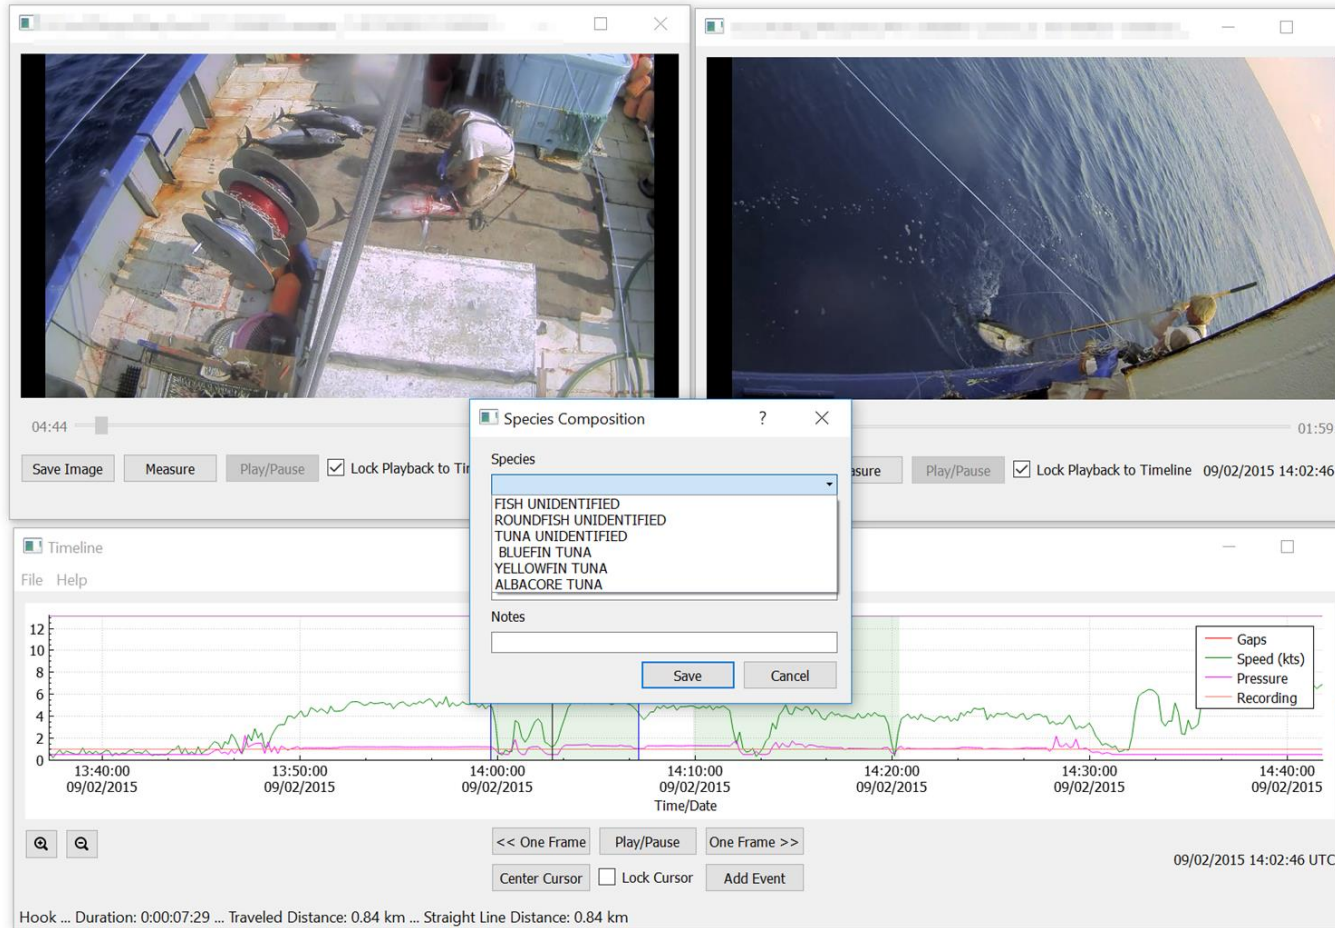 04:44
Save Image Measure Play/Pause Lock Playback to
01:59
Play/Pause Lock Playback to Timeline 09/02/2015 14:02:46
Species Composition ?
Species
FISH UNIDENTIFIED
ROUNDFISH UNIDENTIFIED
TUNA UNIDENTIFIED
BLUEFIN TUNA
YELLOWFIN TUNA
ALBACORE TUNA
Notes
Save Cancel
Timeline
File Help
12
10
8
6
4
2
0
Gaps
Speed (kts)
Pressure
Recording
13:40:00 13:50:00 14:00:00 14:10:00 14:20:00 14:30:00 14:40:00
09/02/2015 09/02/2015 09/02/2015 09/02/2015 09/02/2015 09/02/2015 09/02/2015
Time/Date
<< One Frame Play/Pause One Frame >>
Center Cursor Lock Cursor Add Event
09/02/2015 14:02:46 UTC
Hook ... Duration: 0:00:07:29 ... Traveled Distance: 0.84 km ... Straight Line Distance: 0.84 km